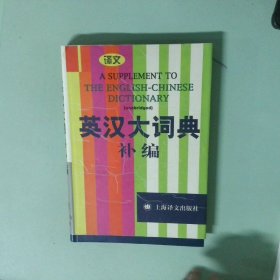 译文
A SUPPLEMENT TO
THE ENGLISH-CHINESE
DICTIONARY
(unabridged)
英汉大词典
补编
上海译文出版社